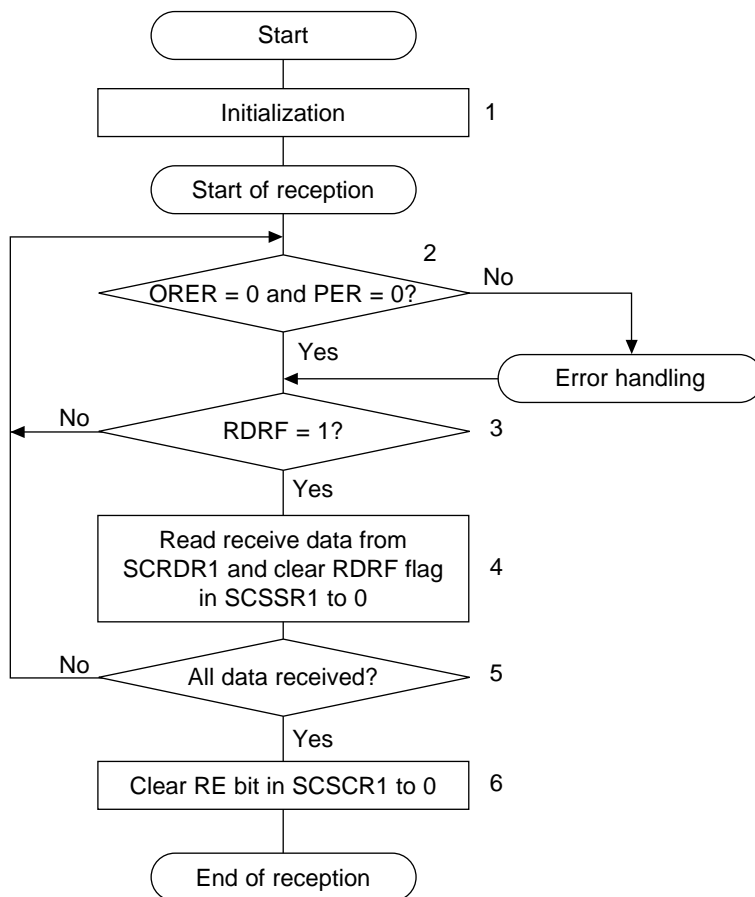 Start
Initialization
1
Start of reception
2
ORER = 0 and PER = 0?
No
Yes
Error handling
No
RDRF = 1?
3
Yes
Read receive data from
SCRDR1 and clear RDRF flag
in SCSSR1 to 0
4
No
All data received?
5
Yes
Clear RE bit in SCSCR1 to 0
6
End of reception